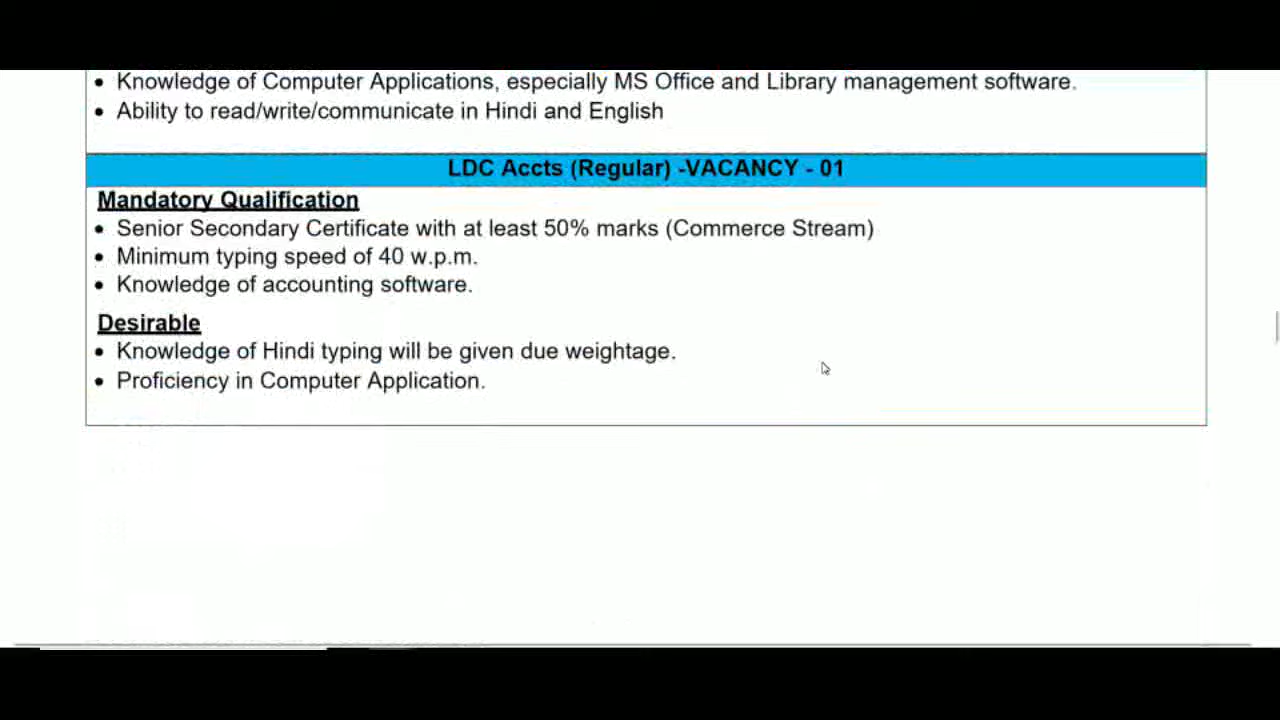 • Knowledge of Computer Applications, especially MS Office and Library management software.
• Ability to read/write/communicate in Hindi and English
LDC Accts (Regular) -VACANCY - 01
Mandatory Qualification
• Senior Secondary Certificate with at least 50% marks (Commerce Stream)
• Minimum typing speed of 40 w.p.m.
• Knowledge of accounting software.
Desirable
• Knowledge of Hindi typing will be given due weightage.
• Proficiency in Computer Application.